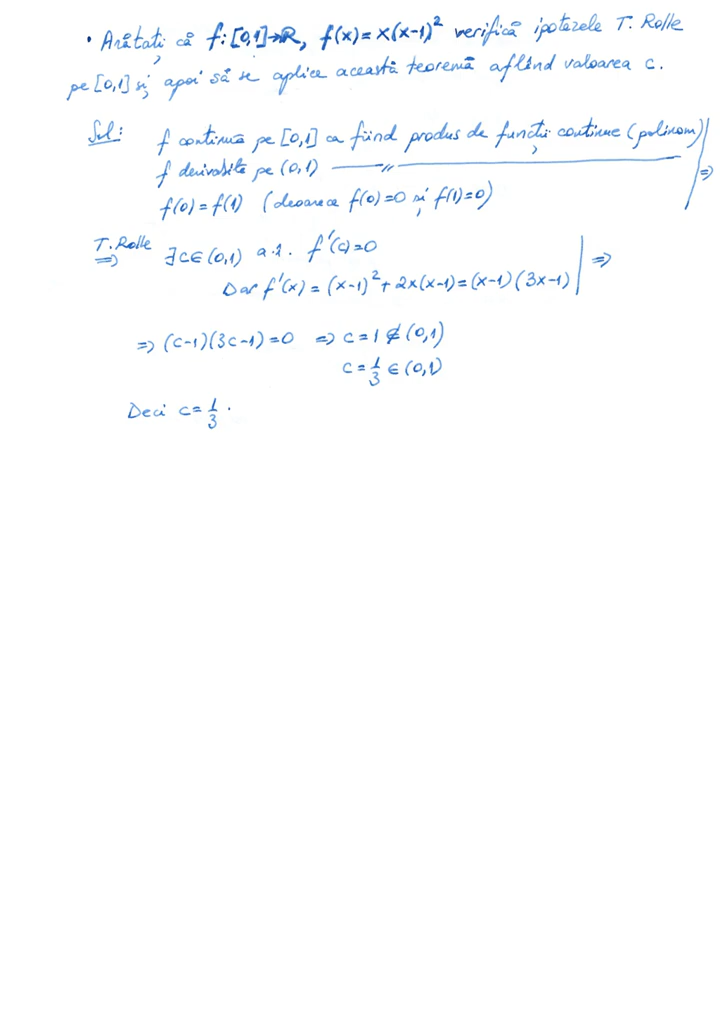 • Arătați că f: [0,1]→R, f(x) = x(x-1)² verifică ipotezele T. Rolle
pe [0,1] și apoi să se aplice această teoremă aflând valoarea c.
Sol: f continuă pe [0,1] ca fiind produs de funcții continue (polinom)
f derivabilă pe (0,1) ——— // ——— =>
f(0) = f(1) (deoarece f(0)=0 și f(1)=0)
T. Rolle => ∃ c ∈ (0,1) a.î. f'(c)=0
Dar f'(x) = (x-1)² + 2x(x-1) = (x-1)(3x-1) =>
=> (c-1)(3c-1) = 0 => c = 1 ∉ (0,1)
c = 1/3 ∈ (0,1)
Deci c = 1/3.